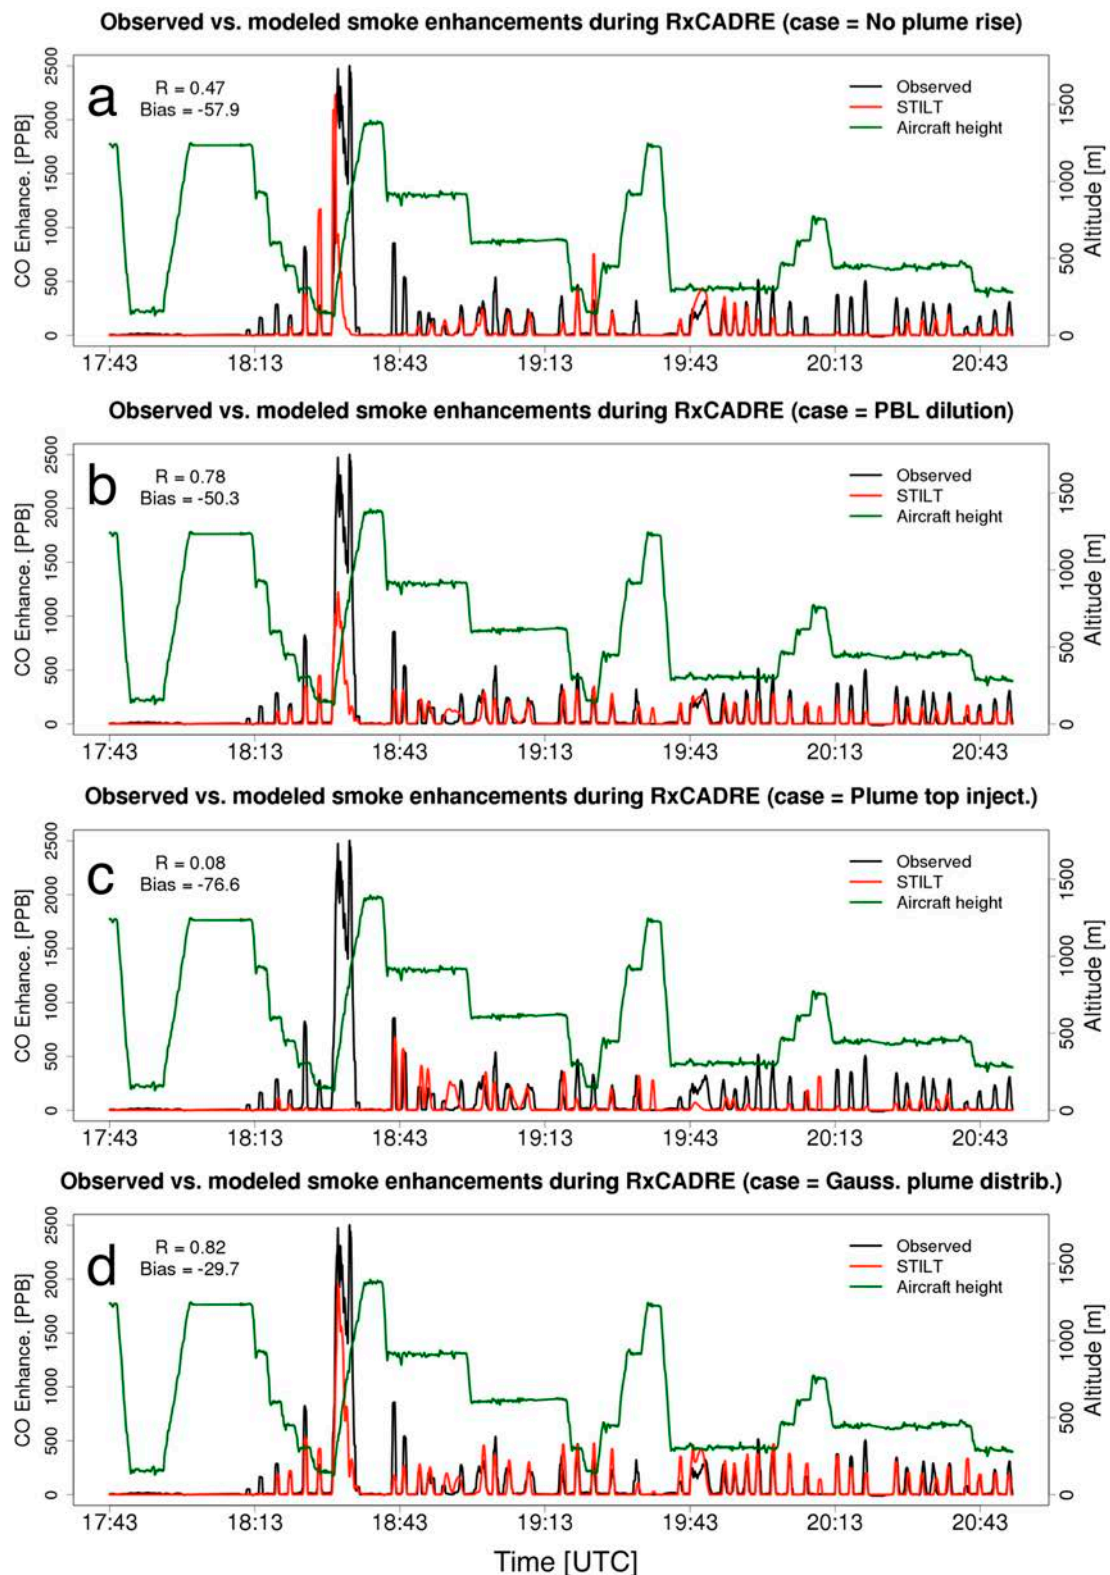 Observed vs. modeled smoke enhancements during RxCADRE (case = No plume rise)
a
R = 0.47
Bias = -57.9
Observed
STILT
Aircraft height
CO Enhance. [PPB]
0 500 1000 1500 2000 2500
Altitude [m]
0 500 1000 1500
17:43 18:13 18:43 19:13 19:43 20:13 20:43
Observed vs. modeled smoke enhancements during RxCADRE (case = PBL dilution)
b
R = 0.78
Bias = -50.3
Observed
STILT
Aircraft height
CO Enhance. [PPB]
0 500 1000 1500 2000 2500
Altitude [m]
0 500 1000 1500
17:43 18:13 18:43 19:13 19:43 20:13 20:43
Observed vs. modeled smoke enhancements during RxCADRE (case = Plume top inject.)
c
R = 0.08
Bias = -76.6
Observed
STILT
Aircraft height
CO Enhance. [PPB]
0 500 1000 1500 2000 2500
Altitude [m]
0 500 1000 1500
17:43 18:13 18:43 19:13 19:43 20:13 20:43
Observed vs. modeled smoke enhancements during RxCADRE (case = Gauss. plume distrib.)
d
R = 0.82
Bias = -29.7
Observed
STILT
Aircraft height
CO Enhance. [PPB]
0 500 1000 1500 2000 2500
Altitude [m]
0 500 1000 1500
17:43 18:13 18:43 19:13 19:43 20:13 20:43
Time [UTC]